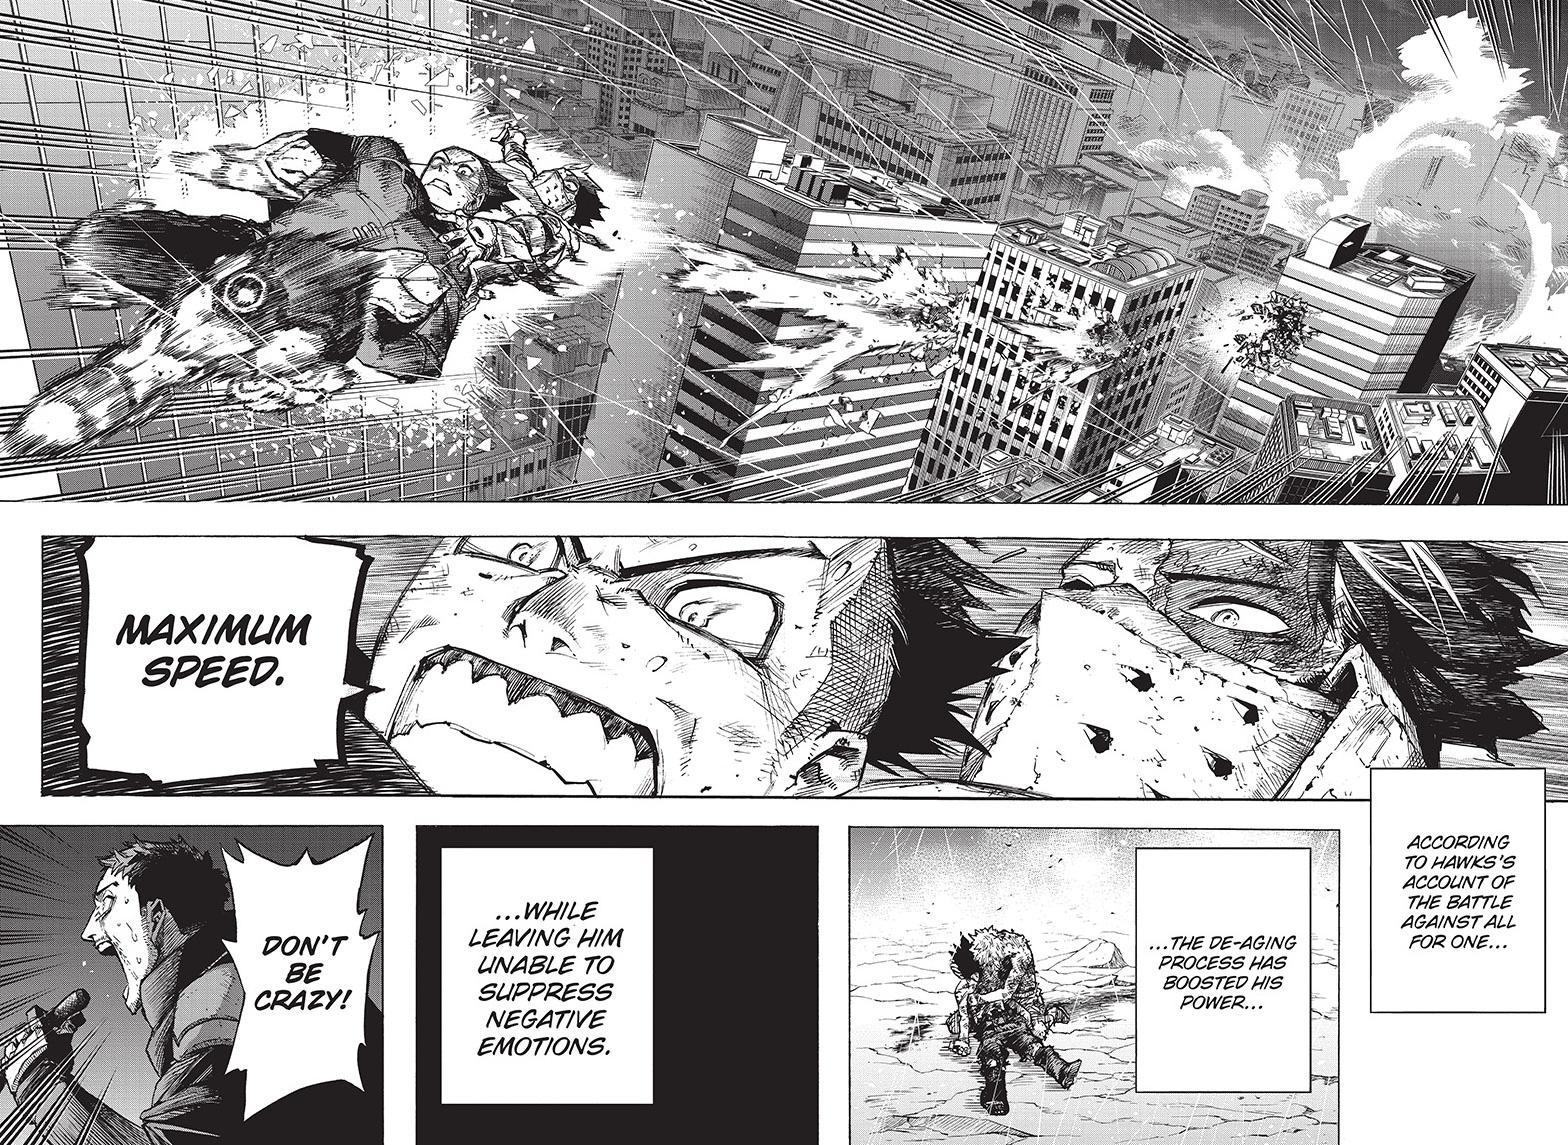 MAXIMUM
SPEED.
ACCORDING
TO HAWKS'S
ACCOUNT OF
THE BATTLE
AGAINST ALL
FOR ONE...
...THE DE-AGING
PROCESS HAS
BOOSTED HIS
POWER...
...WHILE
LEAVING HIM
UNABLE TO
SUPPRESS
NEGATIVE
EMOTIONS.
DON'T
BE
CRAZY!